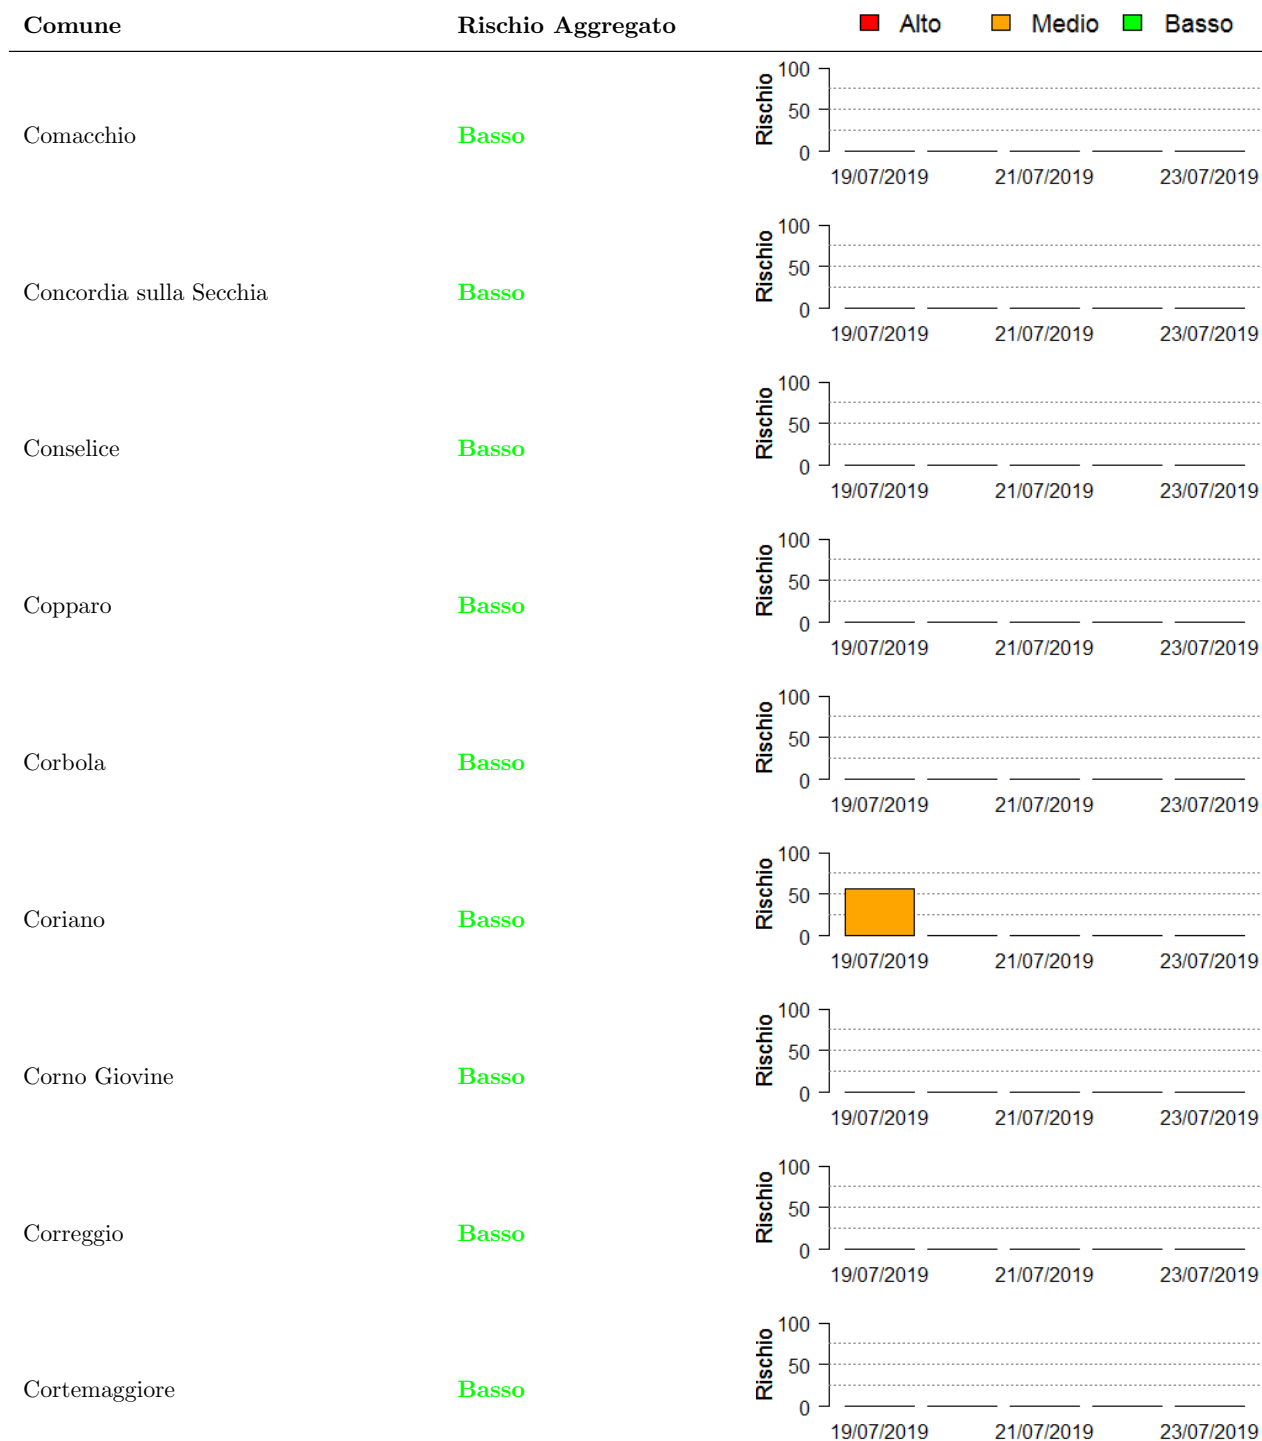 Comune Rischio Aggregato Alto Medio Basso
100
Rischio
50
Comacchio Basso
0
19/07/2019 21/07/2019 23/07/2019
100
Rischio
50
Concordia sulla Secchia Basso
0
19/07/2019 21/07/2019 23/07/2019
100
Rischio
50
Conselice Basso
0
19/07/2019 21/07/2019 23/07/2019
100
Rischio
50
Copparo Basso
0
19/07/2019 21/07/2019 23/07/2019
100
Rischio
50
Corbola Basso
0
19/07/2019 21/07/2019 23/07/2019
100
Rischio
50
Coriano Basso
0
19/07/2019 21/07/2019 23/07/2019
100
Rischio
50
Corno Giovine Basso
0
19/07/2019 21/07/2019 23/07/2019
100
Rischio
50
Correggio Basso
0
19/07/2019 21/07/2019 23/07/2019
100
Rischio
50
Cortemaggiore Basso
0
19/07/2019 21/07/2019 23/07/2019